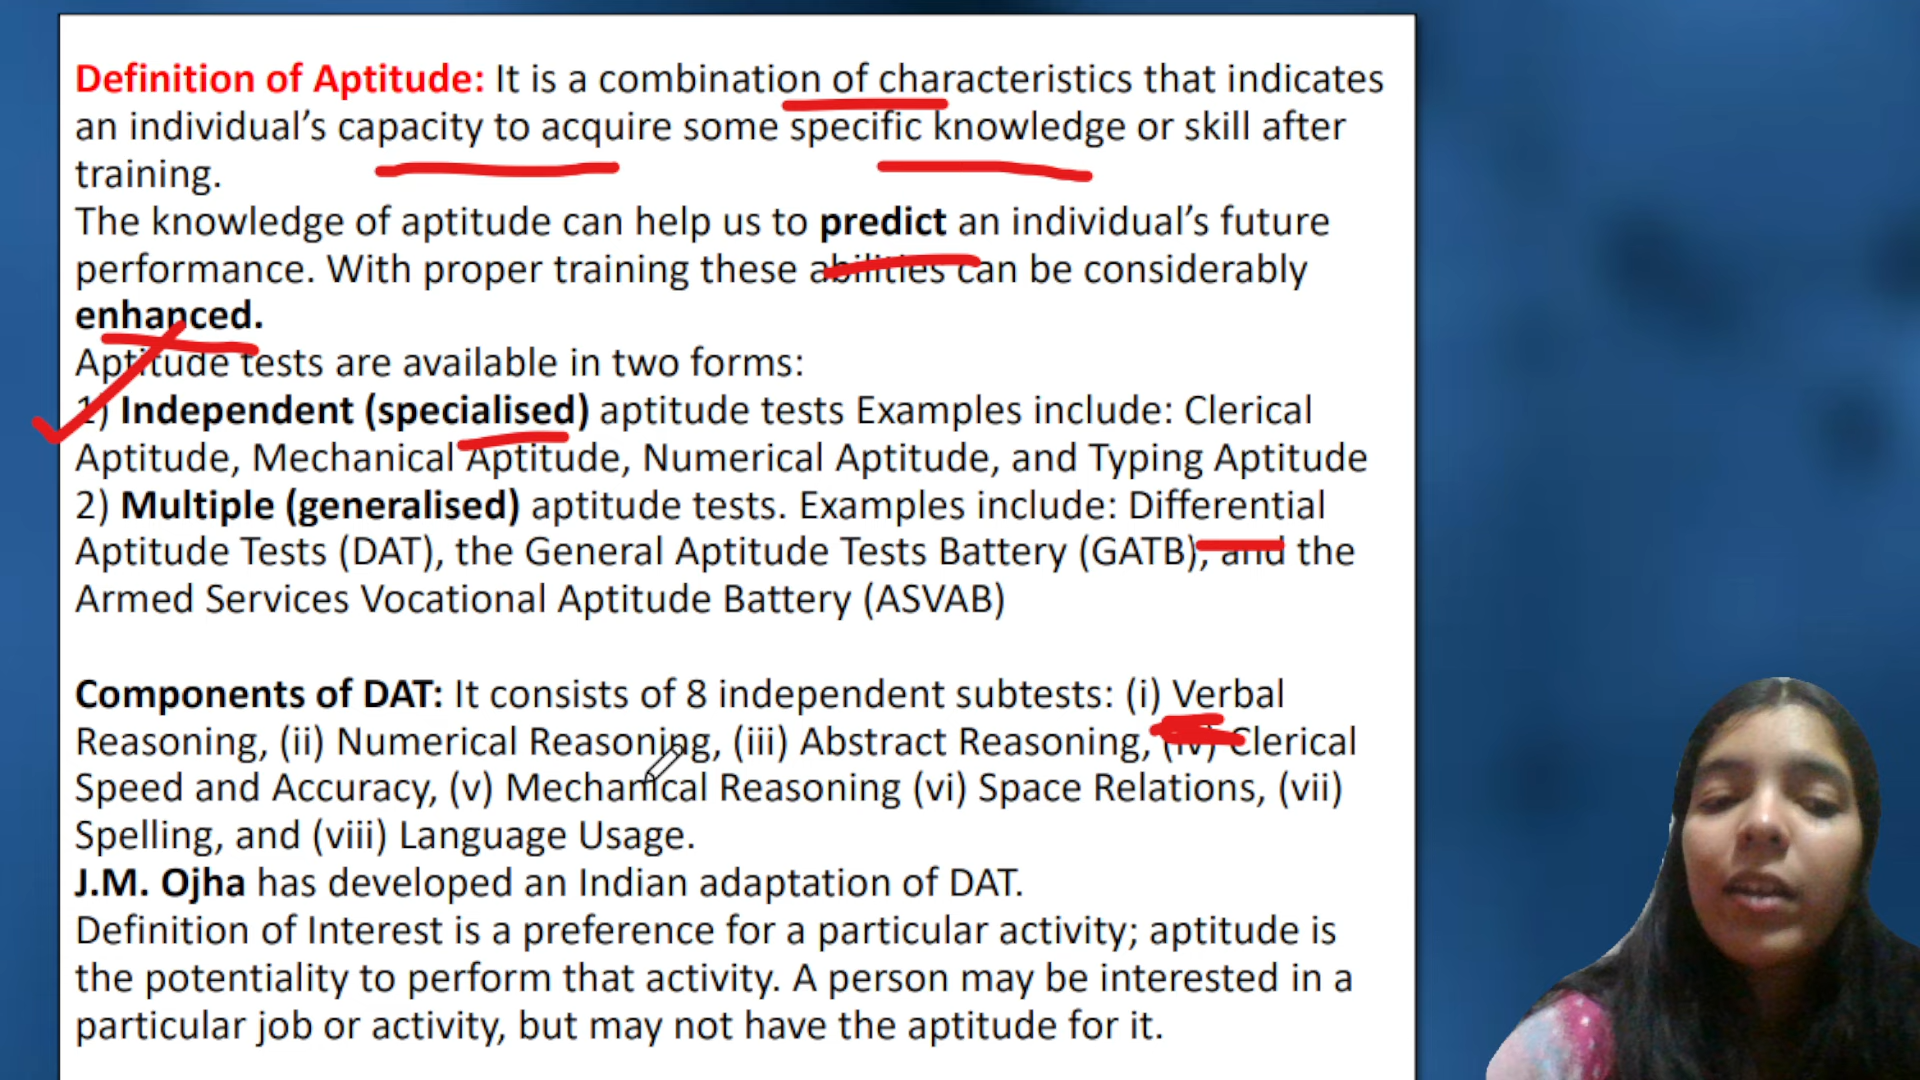 Definition of Aptitude: It is a combination of characteristics that indicates
an individual’s capacity to acquire some specific knowledge or skill after
training.
The knowledge of aptitude can help us to predict an individual’s future
performance. With proper training these abilities can be considerably
enhanced.
Aptitude tests are available in two forms:
1) Independent (specialised) aptitude tests Examples include: Clerical
Aptitude, Mechanical Aptitude, Numerical Aptitude, and Typing Aptitude
2) Multiple (generalised) aptitude tests. Examples include: Differential
Aptitude Tests (DAT), the General Aptitude Tests Battery (GATB), and the
Armed Services Vocational Aptitude Battery (ASVAB)
Components of DAT: It consists of 8 independent subtests: (i) Verbal
Reasoning, (ii) Numerical Reasoning, (iii) Abstract Reasoning, (iv) Clerical
Speed and Accuracy, (v) Mechanical Reasoning (vi) Space Relations, (vii)
Spelling, and (viii) Language Usage.
J.M. Ojha has developed an Indian adaptation of DAT.
Definition of Interest is a preference for a particular activity; aptitude is
the potentiality to perform that activity. A person may be interested in a
particular job or activity, but may not have the aptitude for it.